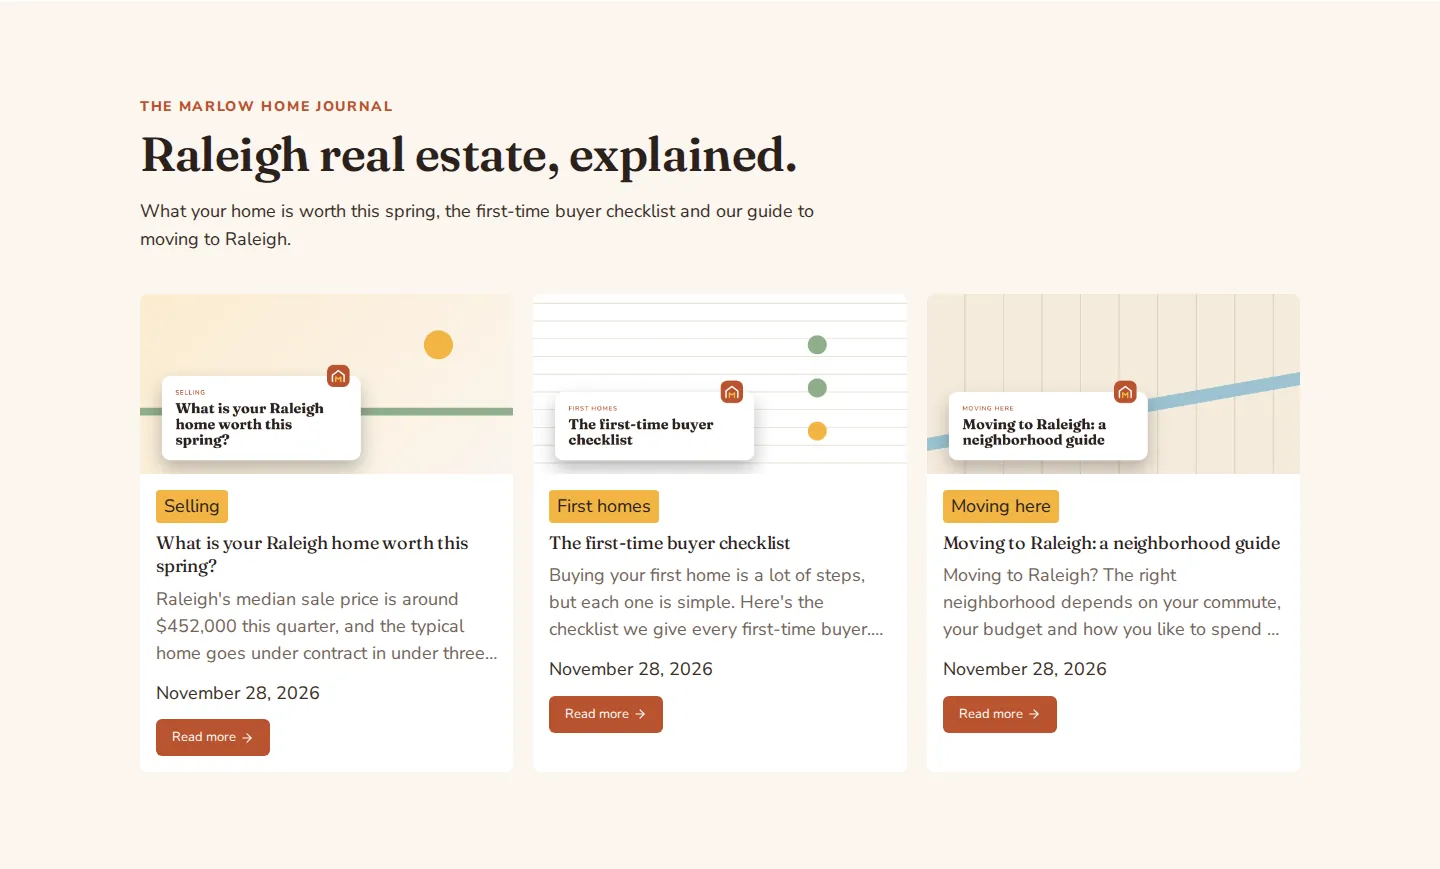 THE MARLOW HOME JOURNAL
Raleigh real estate, explained.
What your home is worth this spring, the first-time buyer checklist and our guide to
moving to Raleigh.
SELLING
What is your Raleigh
home worth this
spring?
Selling
What is your Raleigh home worth this
spring?
Raleigh's median sale price is around
$452,000 this quarter, and the typical
home goes under contract in under three...
November 28, 2026
Read more →
FIRST HOMES
The first-time buyer
checklist
First homes
The first-time buyer checklist
Buying your first home is a lot of steps,
but each one is simple. Here's the
checklist we give every first-time buyer....
November 28, 2026
Read more →
MOVING HERE
Moving to Raleigh: a
neighborhood guide
Moving here
Moving to Raleigh: a neighborhood guide
Moving to Raleigh? The right
neighborhood depends on your commute,
your budget and how you like to spend ...
November 28, 2026
Read more →